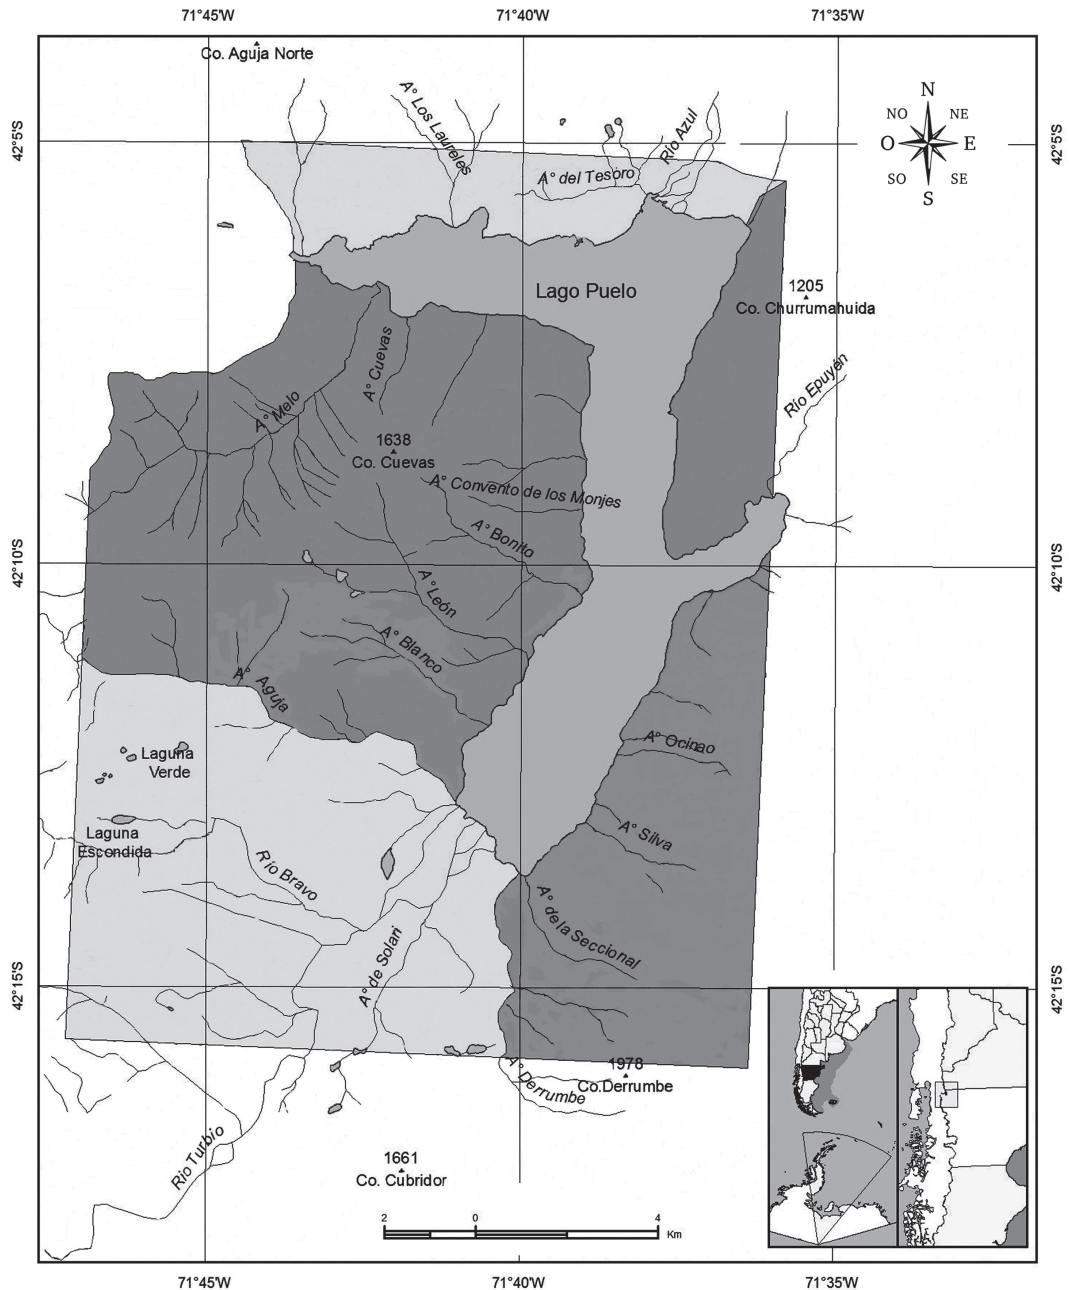 71°45'W 71°40'W 71°35'W
Co. Aguja Norte
A° Los Laureles
Río Azul
N
NO NE
O E
SO SE
S
42°5'S 42°5'S
A° del Tesoro
Lago Puelo
1205
Co. Churrumahuida
A° Cuevas
Río Epuyén
A° Melo
1638
Co. Cuevas
A° Convento de los Monjes
A° Bonito
42°10'S 42°10'S
A° León
A° Blanco
A° Aguja
A° Ocinao
Laguna
Verde
Laguna
Escondida
A° Silva
Río Bravo
A° de la Seccional
A° de Solari
42°15'S 42°15'S
1978
Co.Derrumbe
A° Derrumbe
Río Turbio
1661
Co. Cubridor
2 0 4
Km
71°45'W 71°40'W 71°35'W